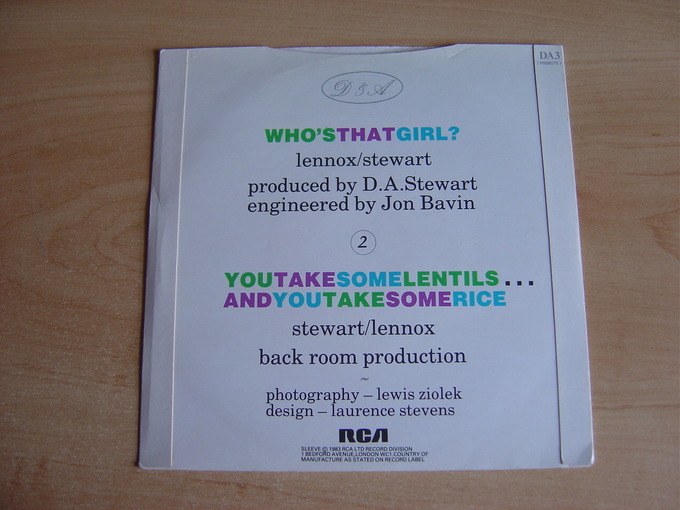 DA3
D & A
WHO'STHATGIRL?
lennox/stewart
produced by D.A.Stewart
engineered by Jon Bavin
2
YOUTAKESOMELENTILS...
ANDYOUTAKESOMERICE
stewart/lennox
back room production
~
photography – lewis ziolek
design – laurence stevens
RCA
SLEEVE © 1983 RCA LTD RECORD DIVISION
1 BEDFORD AVENUE, LONDON WC1. COUNTRY OF
MANUFACTURE AS STATED ON RECORD LABEL